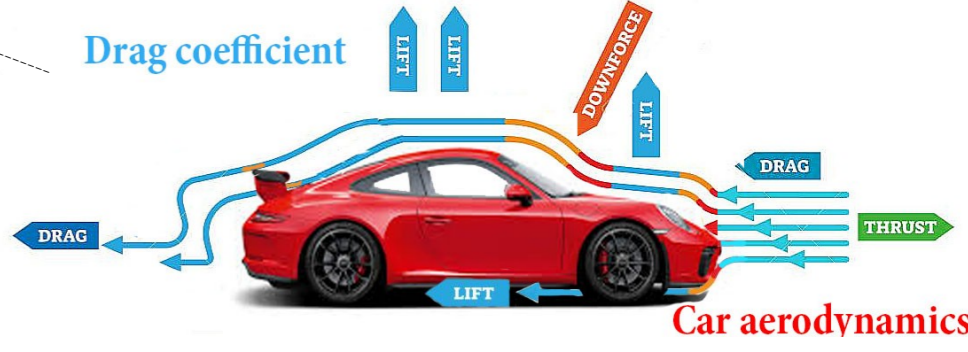 Drag coefficient
LIFT
LIFT
DOWNFORCE
LIFT
DRAG
DRAG
THRUST
LIFT
Car aerodynamics